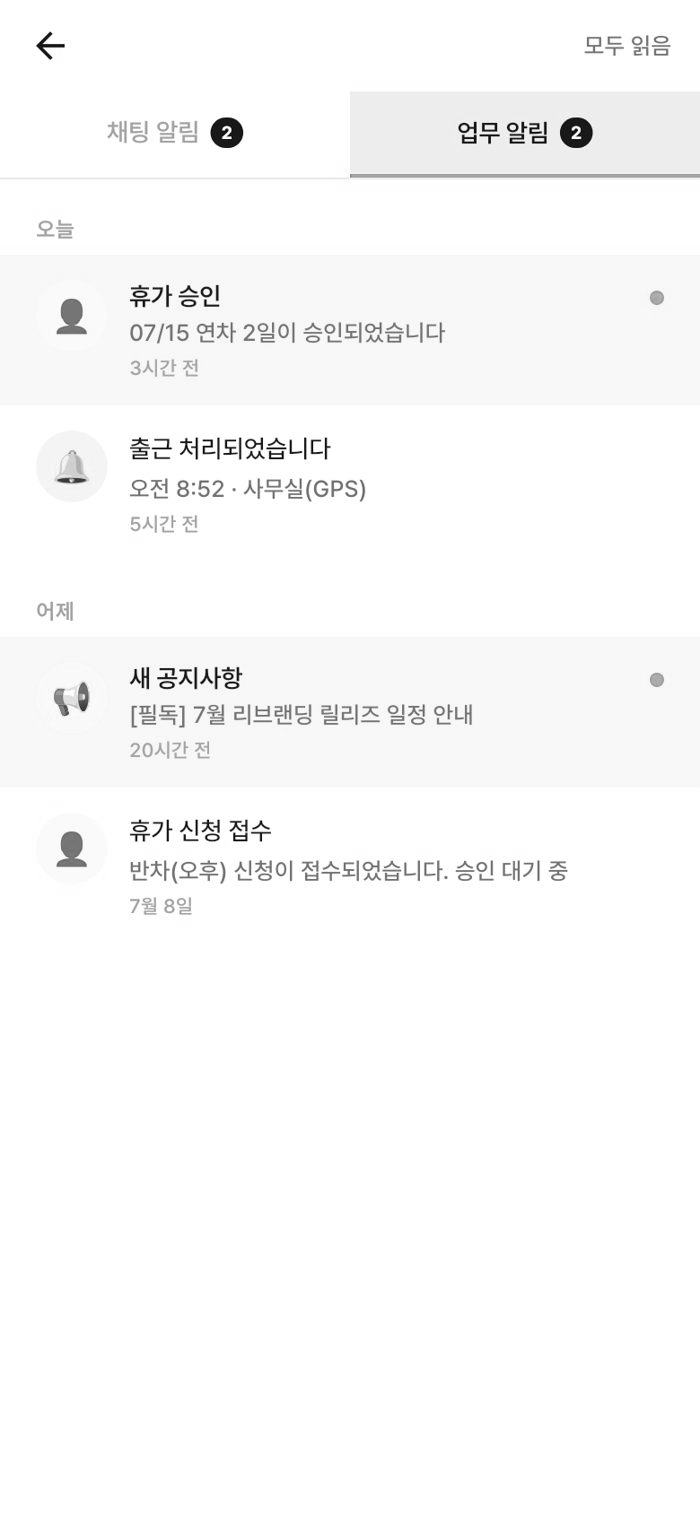 모두 읽음
채팅 알림 2
업무 알림 2
오늘
휴가 승인
07/15 연차 2일이 승인되었습니다
3시간 전
출근 처리되었습니다
오전 8:52 · 사무실(GPS)
5시간 전
어제
새 공지사항
[필독] 7월 리브랜딩 릴리즈 일정 안내
20시간 전
휴가 신청 접수
반차(오후) 신청이 접수되었습니다. 승인 대기 중
7월 8일